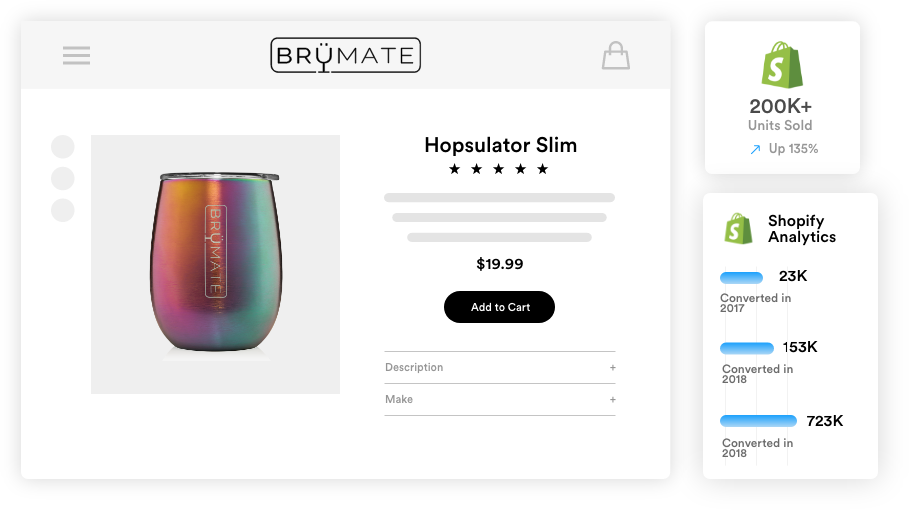 BRÜMATE
Hopsulator Slim
BRÜMATE
$19.99
Add to Cart
Description +
Make +
200K+
Units Sold
Up 135%
Shopify
Analytics
23K
Converted in
2017
153K
Converted in
2018
723K
Converted in
2018